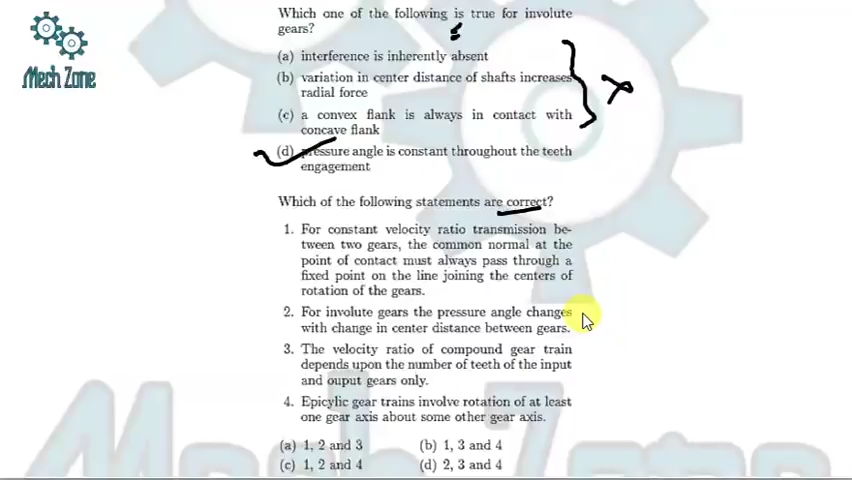 Which one of the following is true for involute
gears?
(a) interference is inherently absent
(b) variation in center distance of shafts increases
radial force
(c) a convex flank is always in contact with
concave flank
(d) pressure angle is constant throughout the teeth
engagement
Mech Zone
Which of the following statements are correct?
1. For constant velocity ratio transmission be-
tween two gears, the common normal at the
point of contact must always pass through a
fixed point on the line joining the centers of
rotation of the gears.
2. For involute gears the pressure angle changes
with change in center distance between gears.
3. The velocity ratio of compound gear train
depends upon the number of teeth of the input
and ouput gears only.
4. Epicylic gear trains involve rotation of at least
one gear axis about some other gear axis.
(a) 1, 2 and 3 (b) 1, 3 and 4
(c) 1, 2 and 4 (d) 2, 3 and 4
Mech Zone